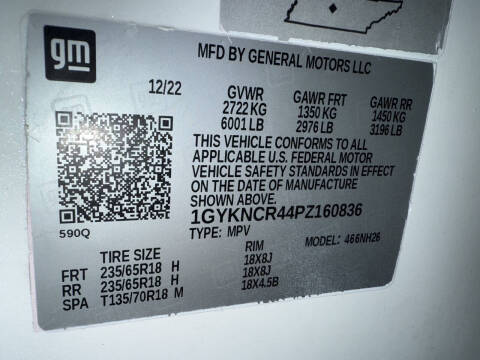 gm
MFD BY GENERAL MOTORS LLC
12/22 GVWR GAWR FRT GAWR RR
2722 KG 1350 KG 1450 KG
6001 LB 2976 LB 3196 LB
THIS VEHICLE CONFORMS TO ALL
APPLICABLE U.S. FEDERAL MOTOR
VEHICLE SAFETY STANDARDS IN EFFECT
ON THE DATE OF MANUFACTURE
SHOWN ABOVE.
1GYKNCR44PZ160836
590Q TYPE: MPV MODEL: 466NH26
TIRE SIZE RIM
FRT 235/65R18 H 18X8J
RR 235/65R18 H 18X8J
SPA T135/70R18 M 18X4.5B